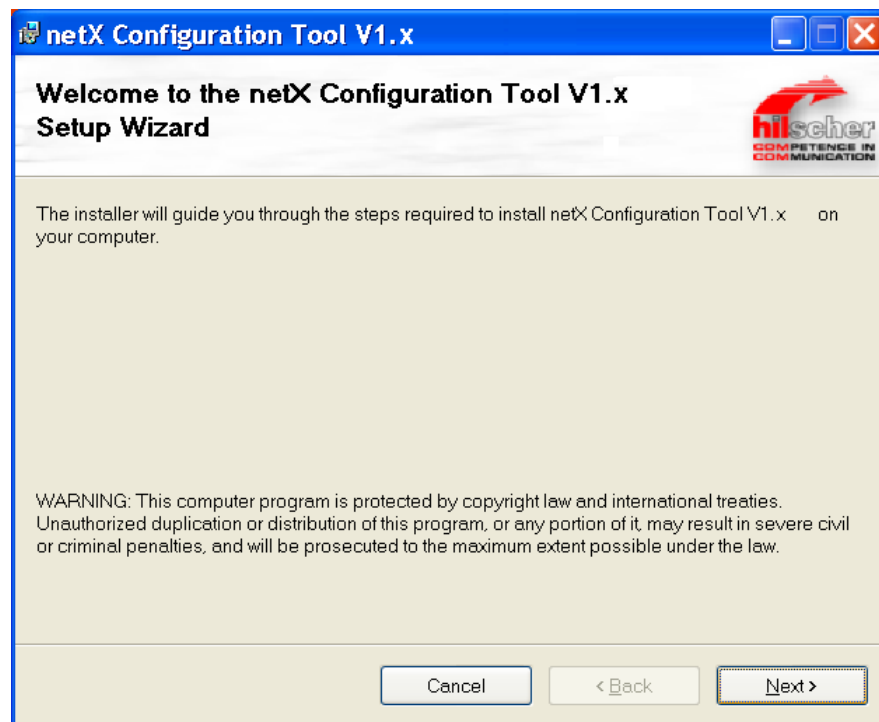 netX Configuration Tool V1.x
Welcome to the netX Configuration Tool V1.x
Setup Wizard
hilscher
COMPETENCE IN
COMMUNICATION
The installer will guide you through the steps required to install netX Configuration Tool V1.x on
your computer.
WARNING: This computer program is protected by copyright law and international treaties.
Unauthorized duplication or distribution of this program, or any portion of it, may result in severe civil
or criminal penalties, and will be prosecuted to the maximum extent possible under the law.
Cancel < Back Next >